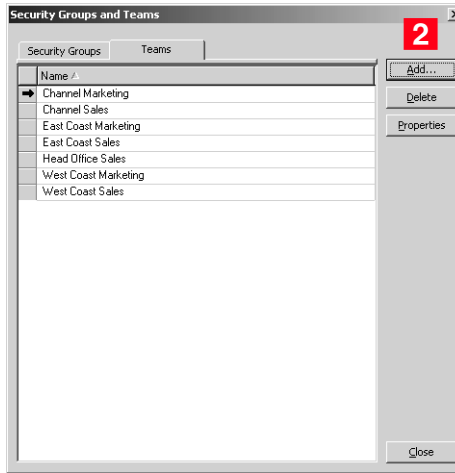 Security Groups and Teams
2
Security Groups
Teams
Add...
Name
Delete
Channel Marketing
Channel Sales
Properties
East Coast Marketing
East Coast Sales
Head Office Sales
West Coast Marketing
West Coast Sales
Close